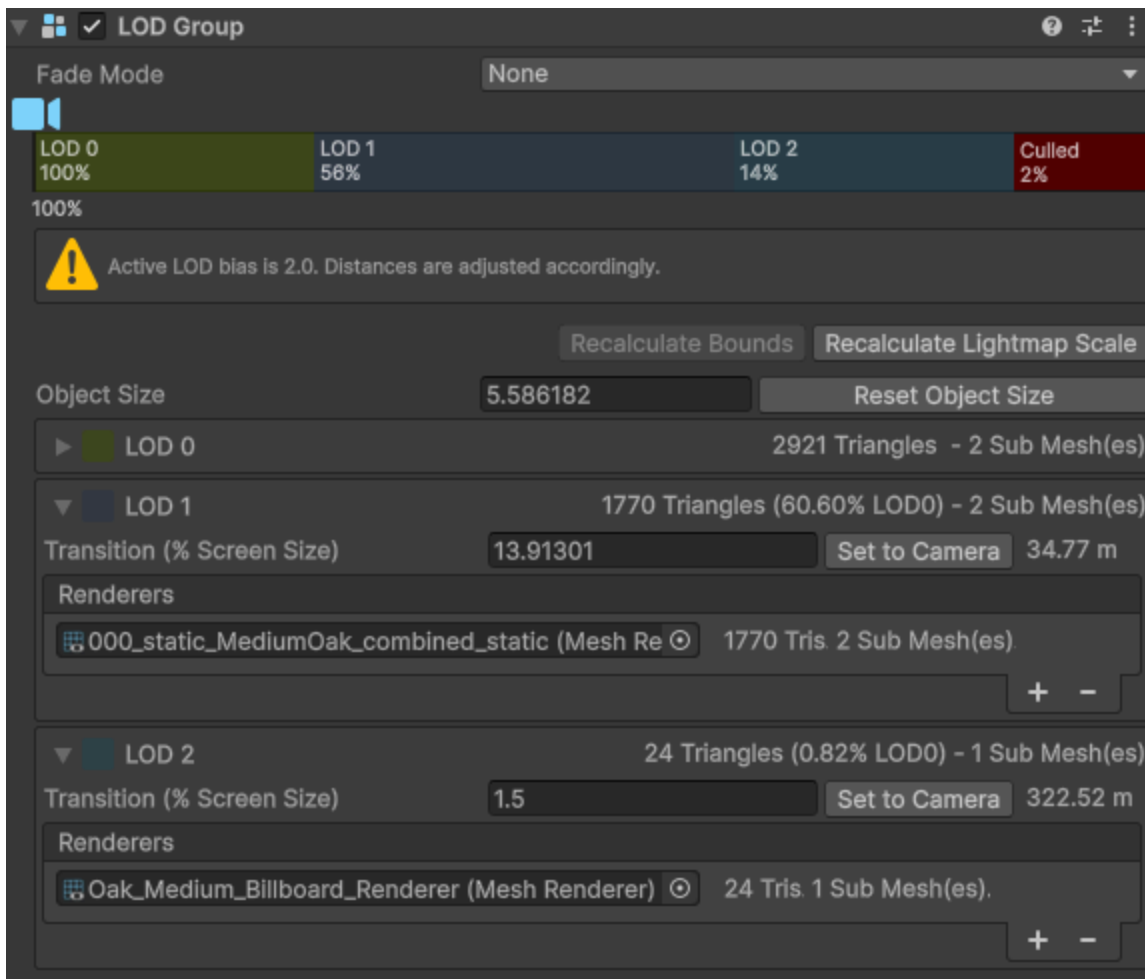 LOD Group
Fade Mode None
LOD 0 LOD 1 LOD 2 Culled
100% 56% 14% 2%
100%
Active LOD bias is 2.0. Distances are adjusted accordingly.
Recalculate Bounds Recalculate Lightmap Scale
Object Size 5.586182 Reset Object Size
LOD 0 2921 Triangles - 2 Sub Mesh(es)
LOD 1 1770 Triangles (60.60% LOD0) - 2 Sub Mesh(es)
Transition (% Screen Size) 13.91301 Set to Camera 34.77 m
Renderers
000_static_MediumOak_combined_static (Mesh Re 1770 Tris. 2 Sub Mesh(es).
LOD 2 24 Triangles (0.82% LOD0) - 1 Sub Mesh(es)
Transition (% Screen Size) 1.5 Set to Camera 322.52 m
Renderers
Oak_Medium_Billboard_Renderer (Mesh Renderer) 24 Tris. 1 Sub Mesh(es).